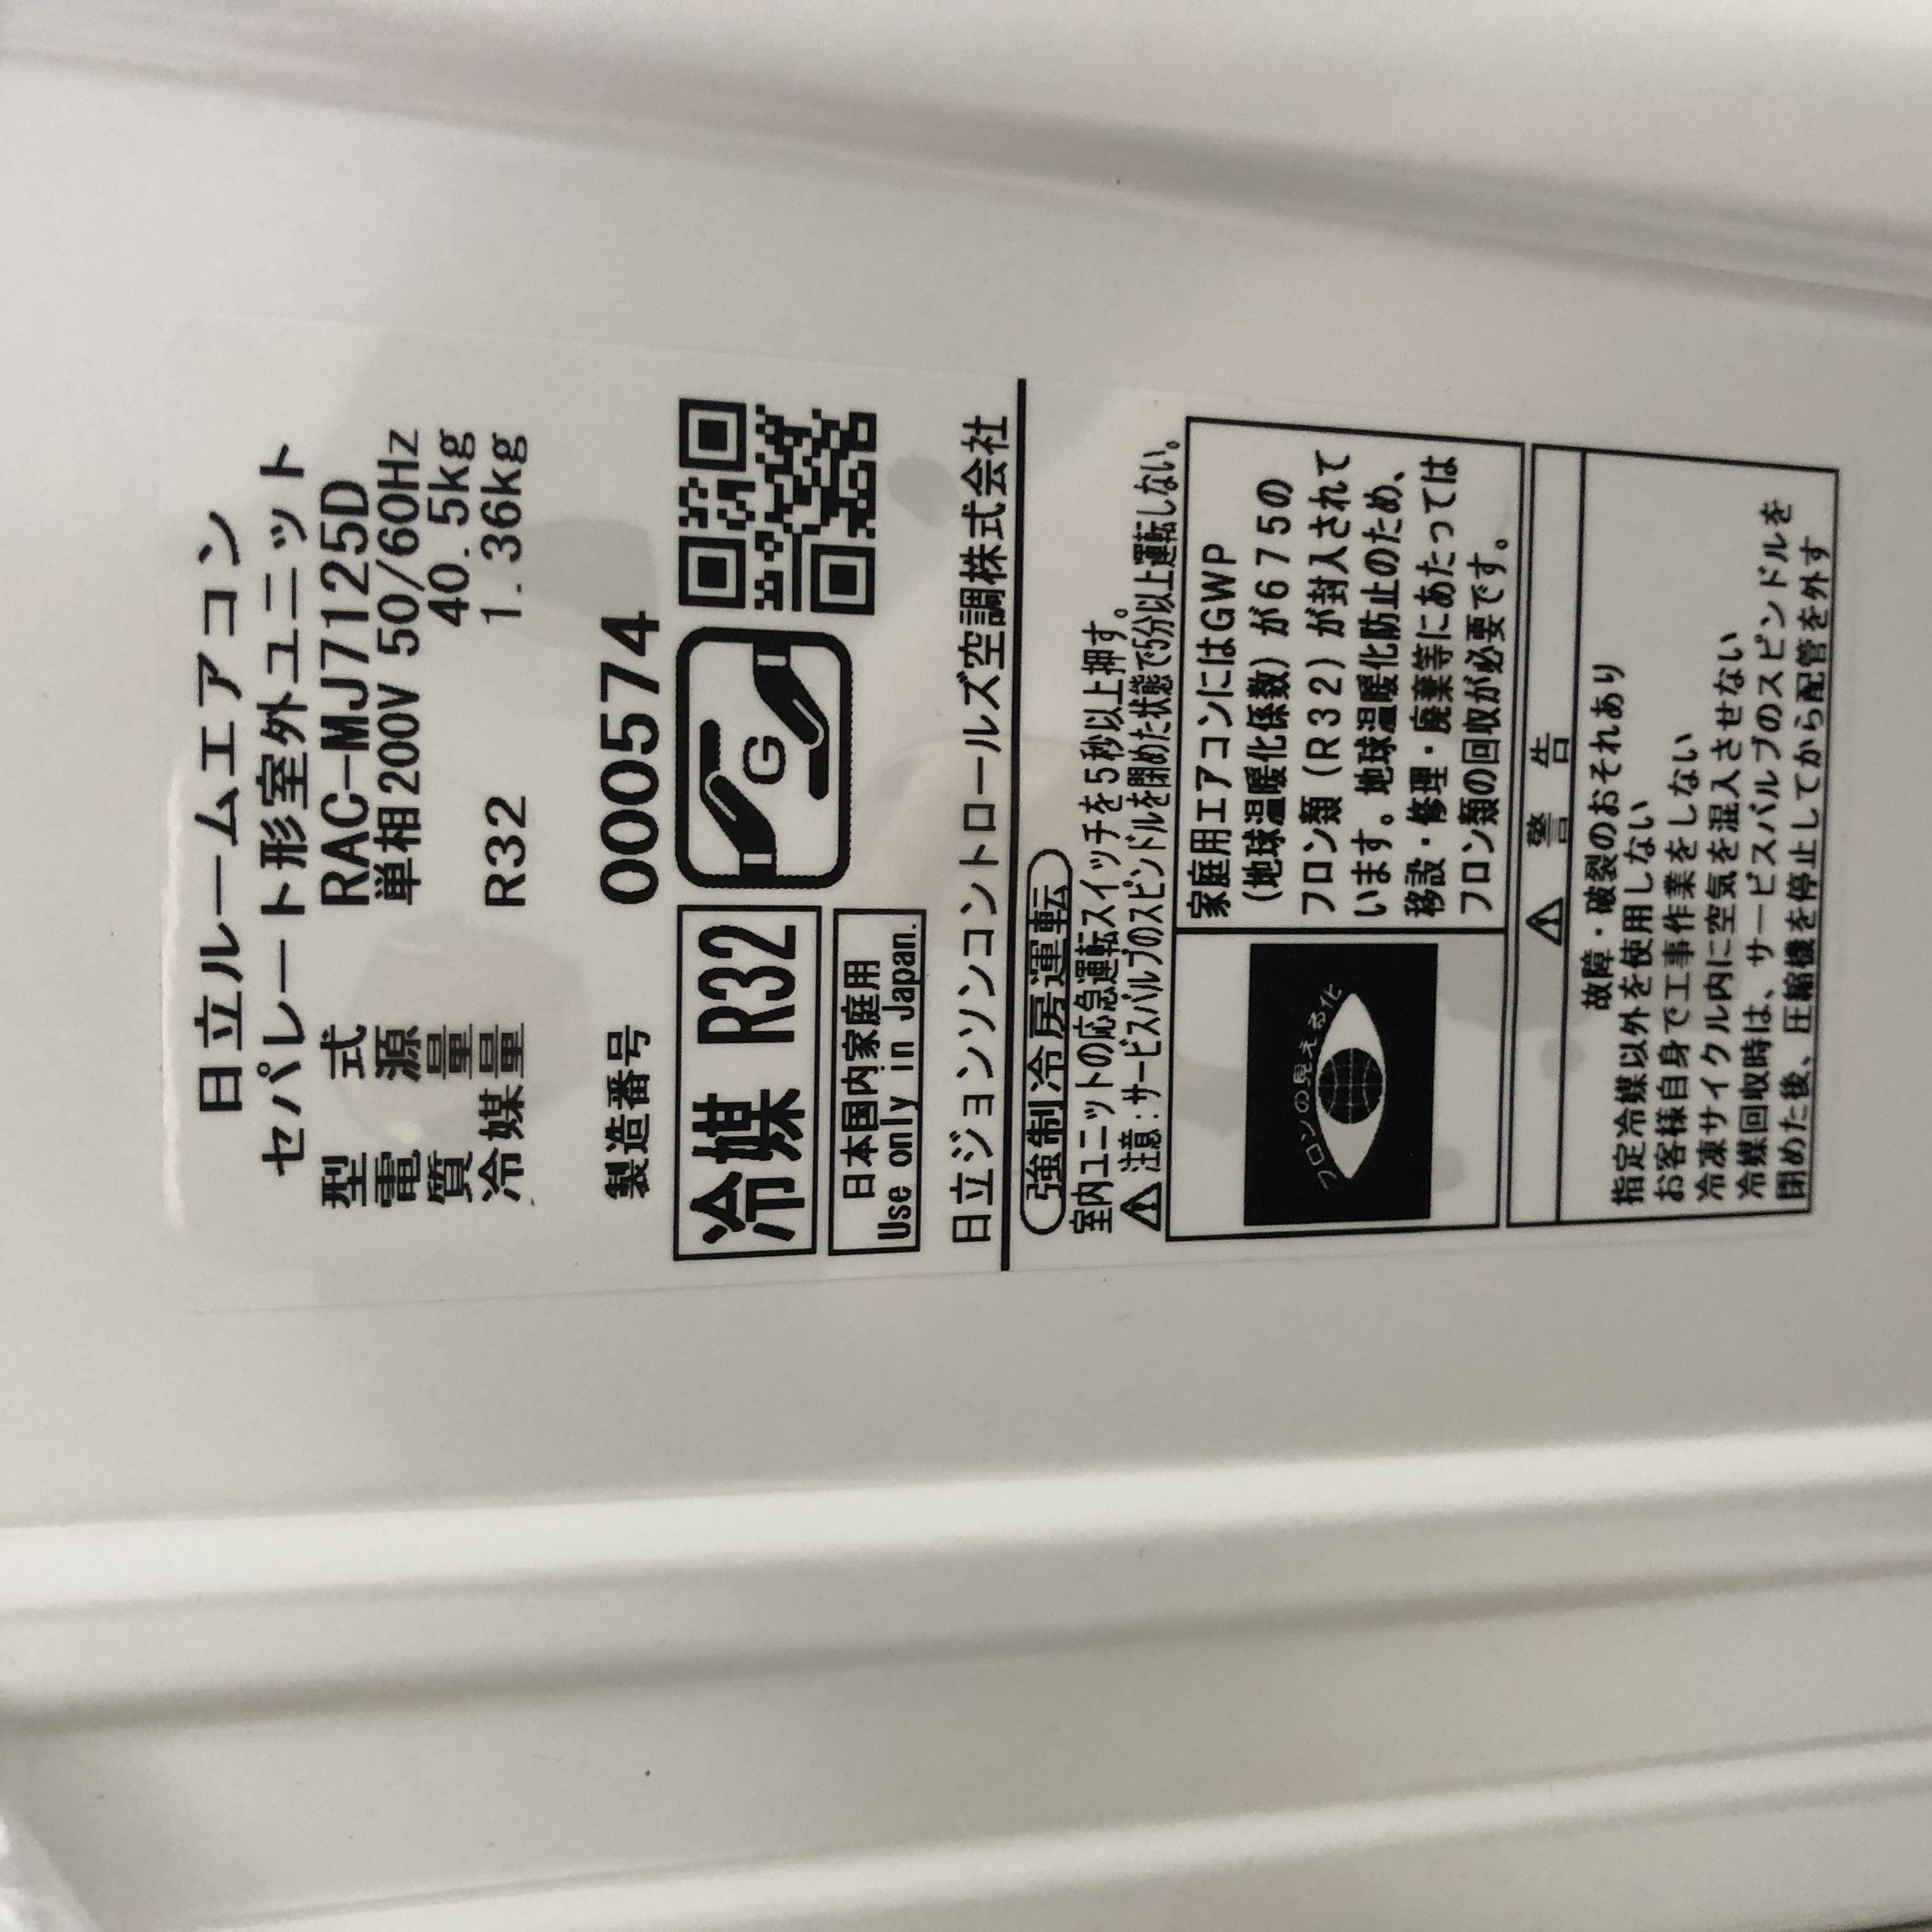 日立ルームエアコン
セパレート形室外ユニット
型 式 RAC-MJ7125D
電 源 単相200V 50/60Hz
質 量 40.5kg
冷媒量 R32 1.36kg
製造番号 000574
冷媒 R32
G
日本国内家庭用
Use only in Japan.
日立ジョンソンコントロールズ空調株式会社
強制冷房運転
室内ユニットの応急運転スイッチを5秒以上押す。
注意:サービスバルブのスピンドルを閉めた状態で5分以上運転しない。
フロンの見える化
家庭用エアコンにはGWP
(地球温暖化係数)が675の
フロン類(R32)が封入されて
います。地球温暖化防止のため、
移設・修理・廃棄等にあたっては
フロン類の回収が必要です。
警 告
故障・破裂のおそれあり
指定冷媒以外を使用しない
お客様自身で工事作業をしない
冷凍サイクル内に空気を混入させない
冷媒回収時は、サービスバルブのスピンドルを
閉めた後、圧縮機を停止してから配管を外す